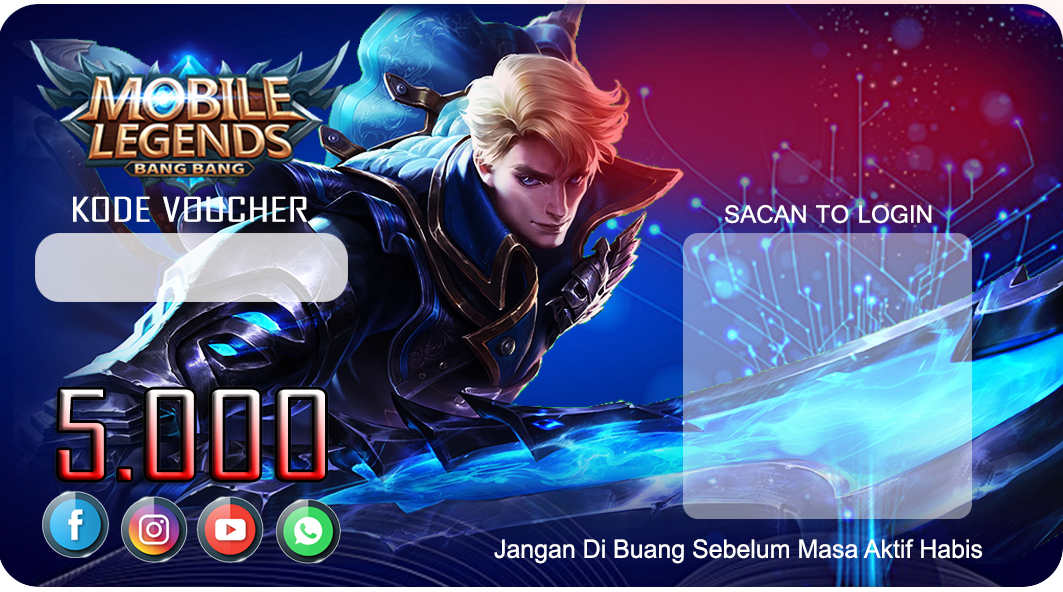 MOBILE
LEGENDS
BANG BANG
KODE VOUCHER
SACAN TO LOGIN
5.000
Jangan Di Buang Sebelum Masa Aktif Habis